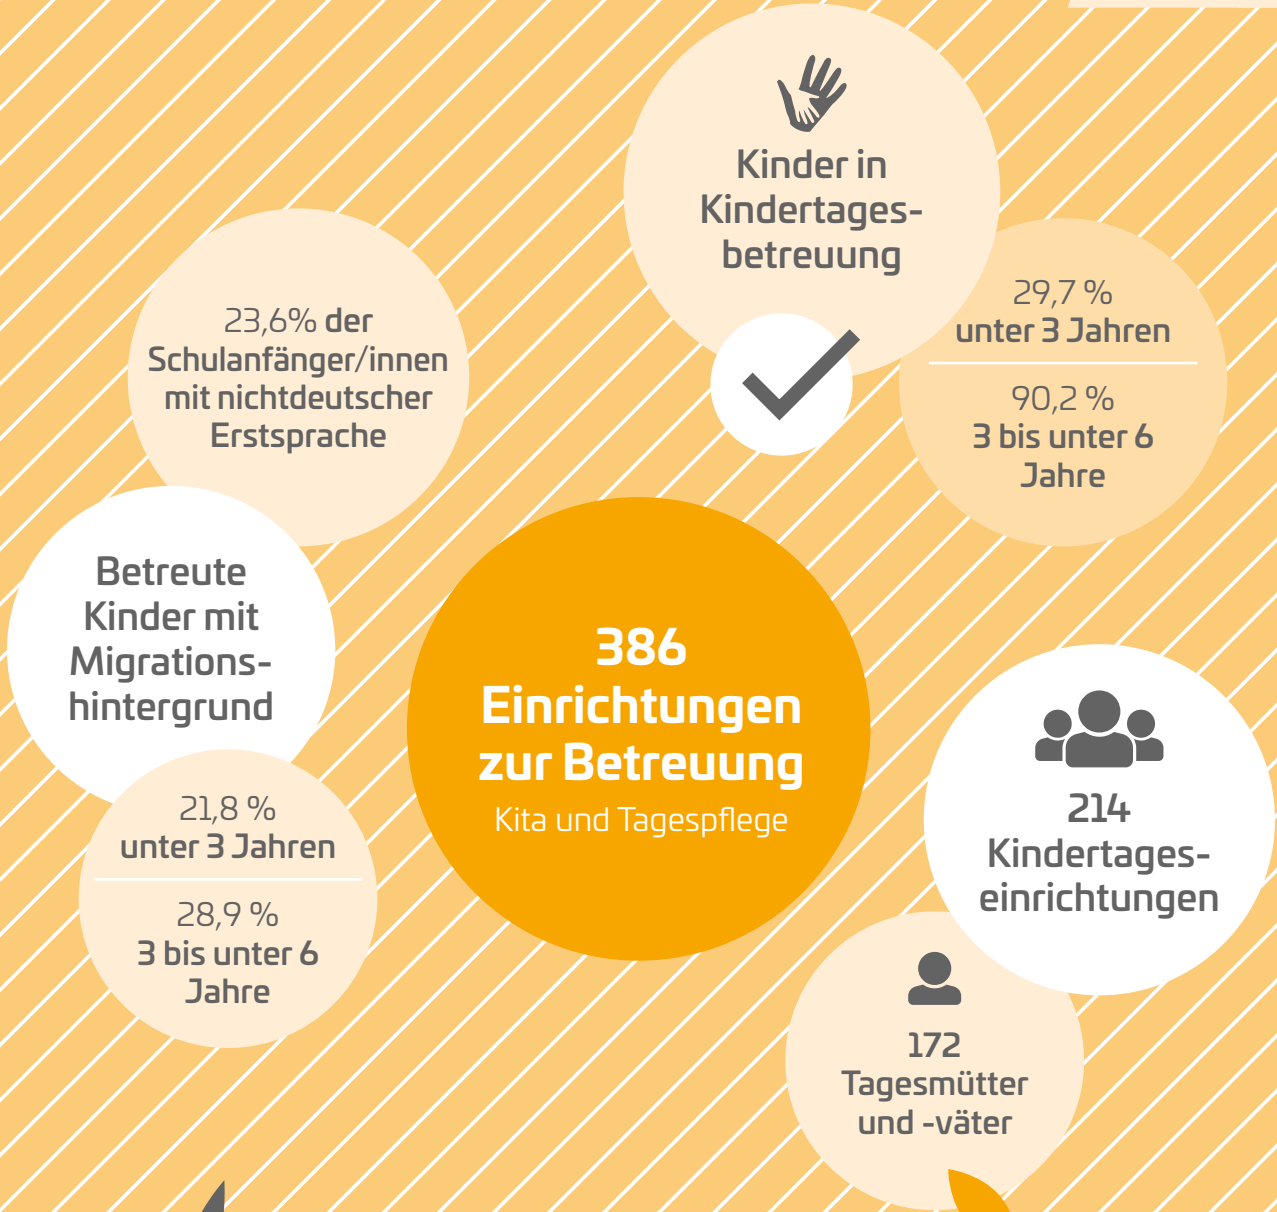 Kinder in
Kindertages-
betreuung
29,7 %
unter 3 Jahren
90,2 %
3 bis unter 6
Jahre
23,6% der
Schulanfänger/innen
mit nichtdeutscher
Erstsprache
Betreute
Kinder mit
Migrations-
hintergrund
21,8 %
unter 3 Jahren
28,9 %
3 bis unter 6
Jahre
386
Einrichtungen
zur Betreuung
Kita und Tagespflege
214
Kindertages-
einrichtungen
172
Tagesmütter
und -väter